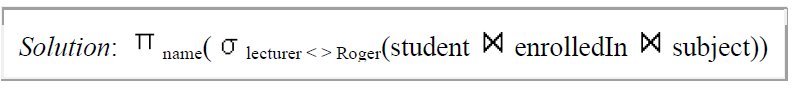 Solution: π name( σ lecturer < > Roger(student ⋈ enrolledIn ⋈ subject))